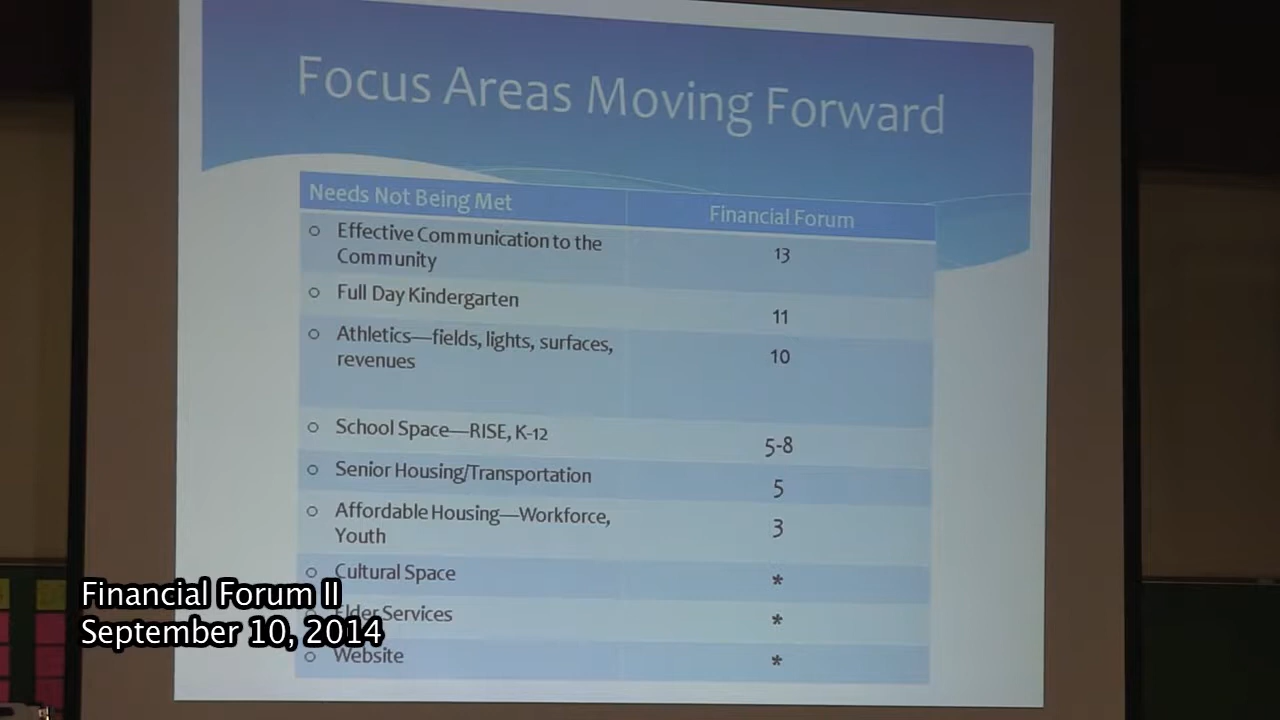 Focus Areas Moving Forward
Needs Not Being Met
Financial Forum
Effective Communication to the
Community
13
Full Day Kindergarten
11
Athletics—fields, lights, surfaces,
revenues
10
School Space—RISE, K-12
5-8
Senior Housing/Transportation
5
Affordable Housing—Workforce,
Youth
3
Cultural Space
*
Elder Services
*
Website
*
Financial Forum II
September 10, 2014